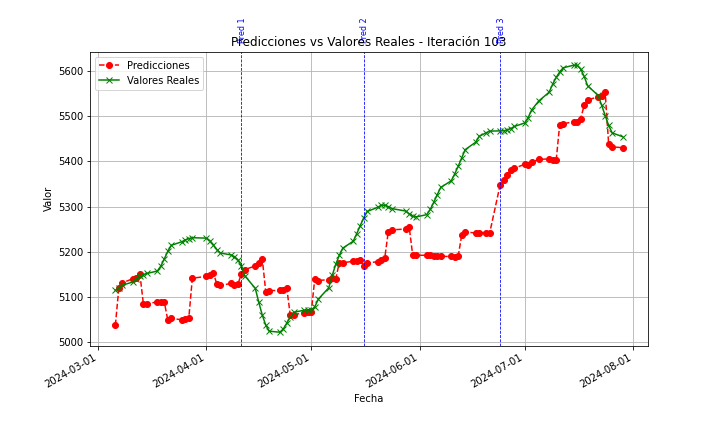 Predicciones vs Valores Reales - Iteración 103
Pred 1
Pred 2
Pred 3
Predicciones
Valores Reales
Valor
5600
5500
5400
5300
5200
5100
5000
2024-03-01
2024-04-01
2024-05-01
2024-06-01
2024-07-01
2024-08-01
Fecha